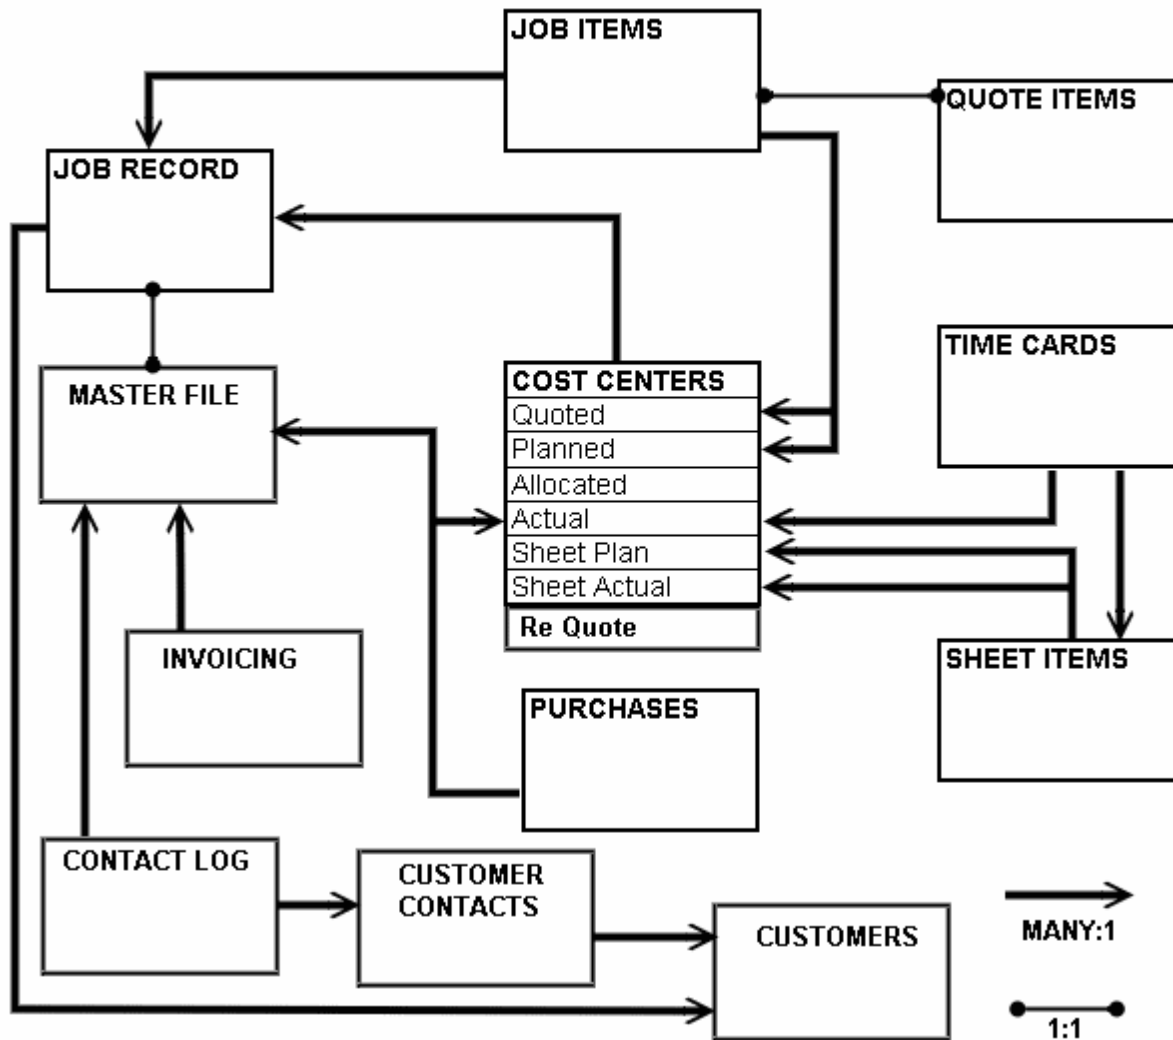 JOB ITEMS
QUOTE ITEMS
JOB RECORD
TIME CARDS
MASTER FILE
COST CENTERS
Quoted
Planned
Allocated
Actual
Sheet Plan
Sheet Actual
Re Quote
INVOICING
SHEET ITEMS
PURCHASES
CONTACT LOG
CUSTOMER
CONTACTS
CUSTOMERS
MANY:1
1:1